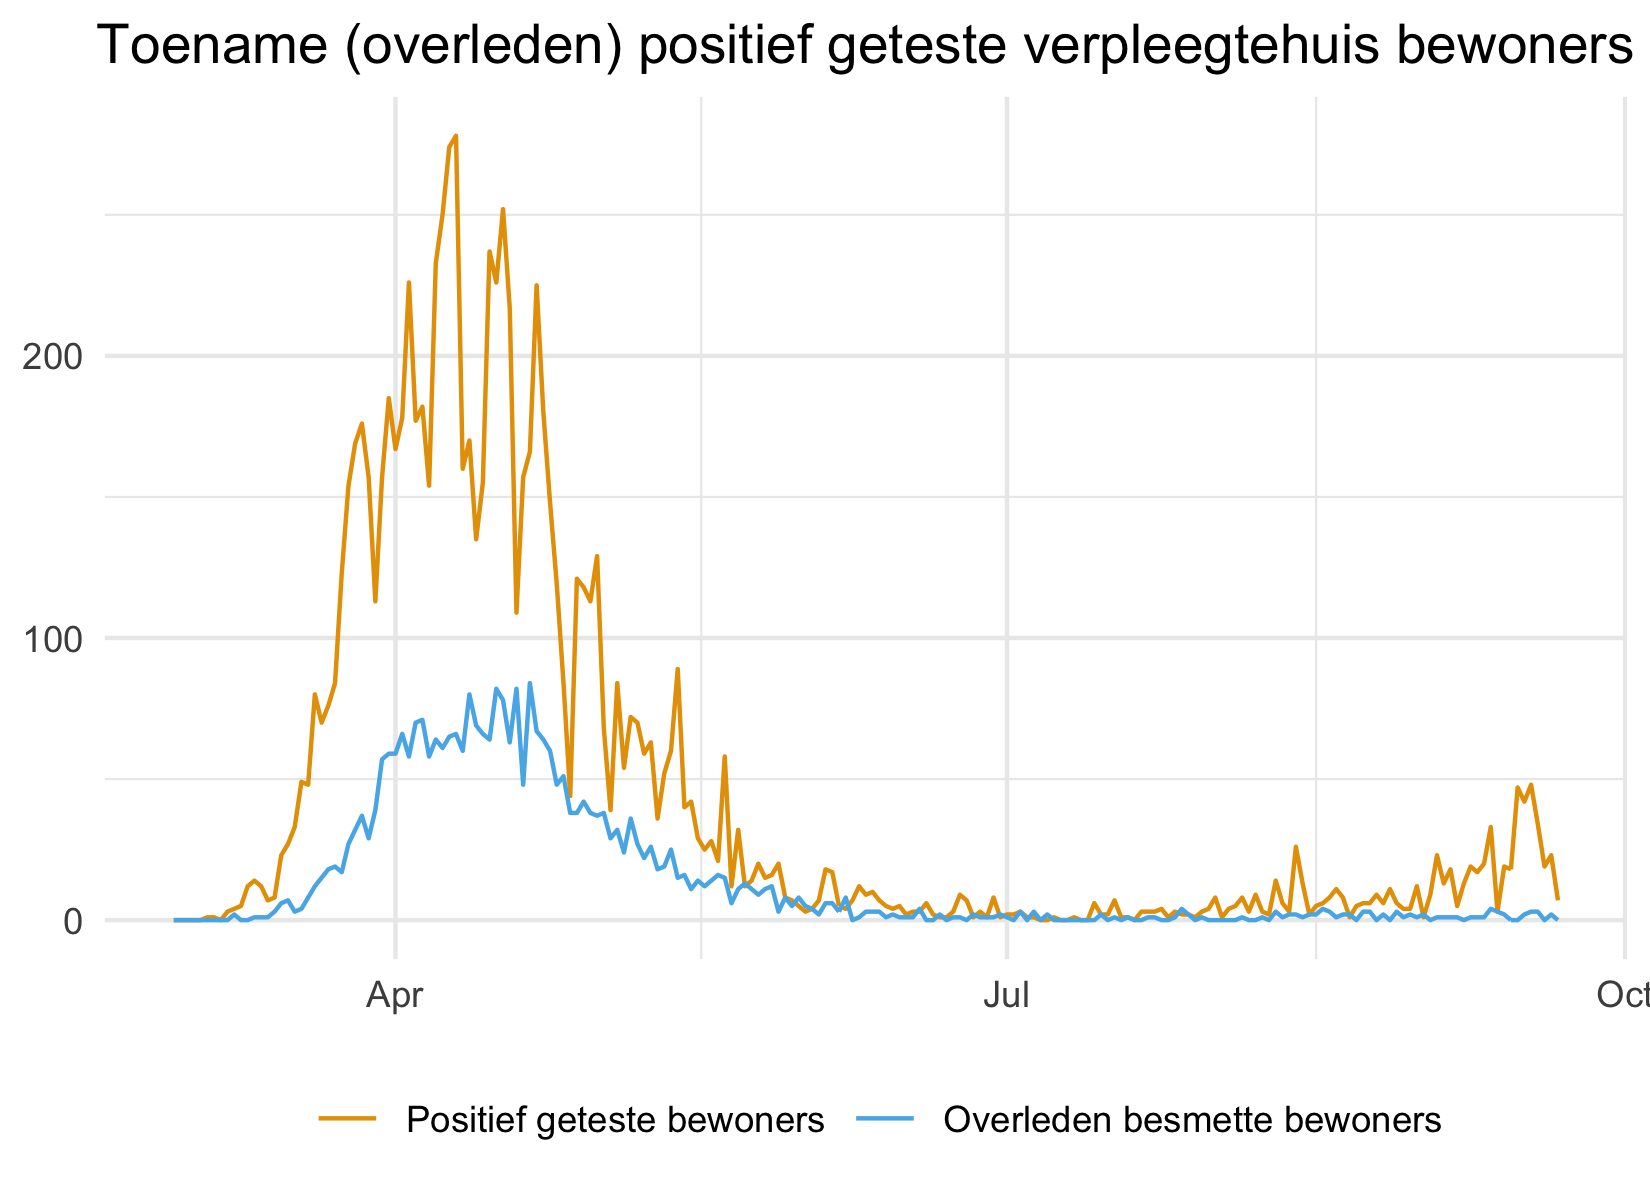 Toename (overleden) positief geteste verpleegtehuis bewoners
200
100
0
Apr
Jul
Oct
Positief geteste bewoners
Overleden besmette bewoners